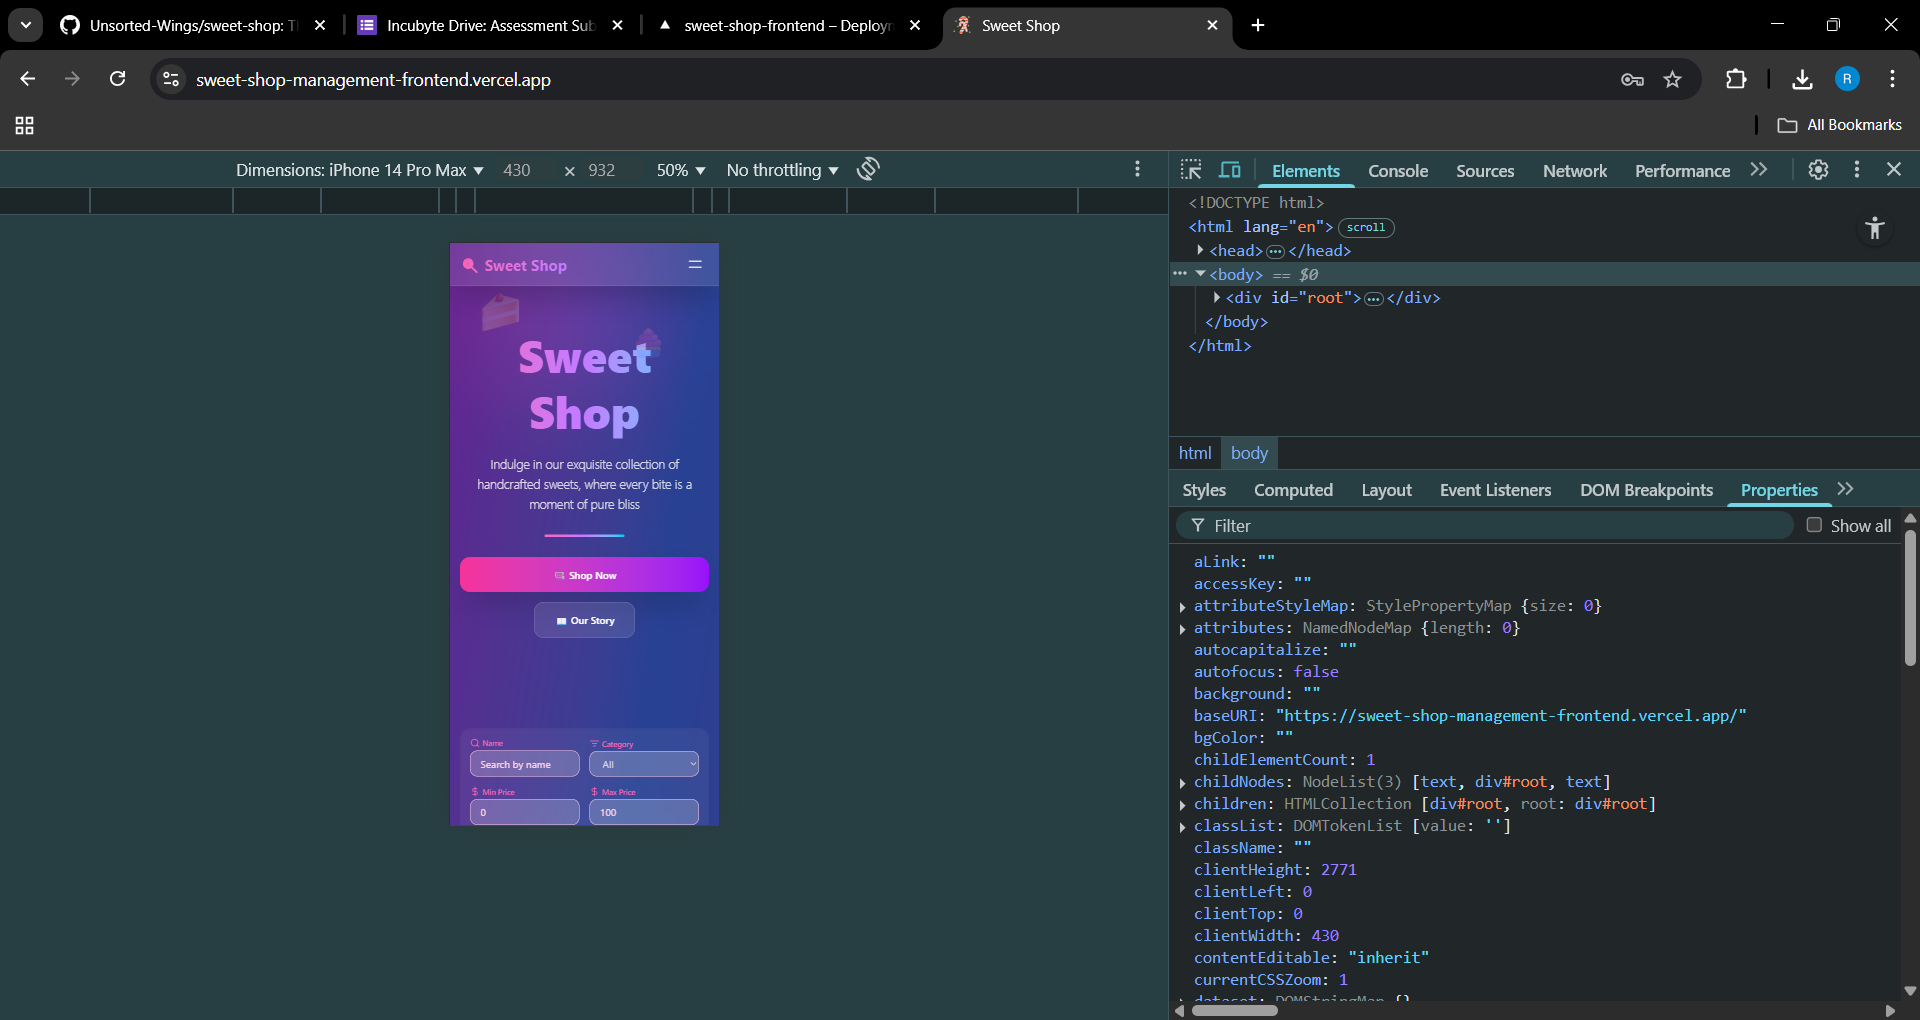 Unsorted-Wings/sweet-shop: T
Incubyte Drive: Assessment Sub
sweet-shop-frontend – Deploy
Sweet Shop
sweet-shop-management-frontend.vercel.app
R
All Bookmarks
Dimensions: iPhone 14 Pro Max 430 × 932 50% No throttling
Sweet Shop
Sweet
Shop
Indulge in our exquisite collection of
handcrafted sweets, where every bite is a
moment of pure bliss
Shop Now
Our Story
Name
Category
Search by name
All
$ Min Price
$ Max Price
0
100
Elements Console Sources Network Performance
<!DOCTYPE html>
<html lang="en"> scroll
<head> </head>
<body> == $0
<div id="root"> </div>
</body>
</html>
html body
Styles Computed Layout Event Listeners DOM Breakpoints Properties
Filter Show all
aLink: ""
accessKey: ""
attributeStyleMap: StylePropertyMap {size: 0}
attributes: NamedNodeMap {length: 0}
autocapitalize: ""
autofocus: false
background: ""
baseURI: "https://sweet-shop-management-frontend.vercel.app/"
bgColor: ""
childElementCount: 1
childNodes: NodeList(3) [text, div#root, text]
children: HTMLCollection [div#root, root: div#root]
classList: DOMTokenList [value: '']
className: ""
clientHeight: 2771
clientLeft: 0
clientTop: 0
clientWidth: 430
contentEditable: "inherit"
currentCSSZoom: 1
dataset: DOMStringMap {}